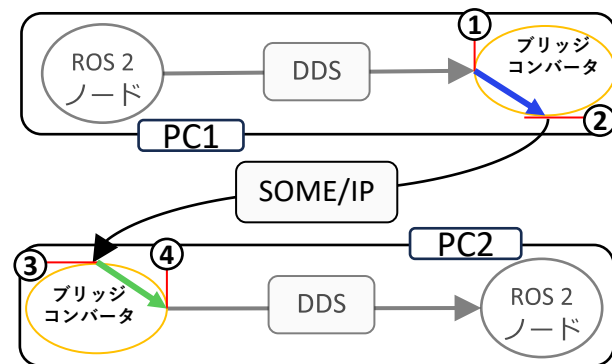 ①
ROS 2
ノード
DDS
ブリッジ
コンバータ
②
PC1
SOME/IP
PC2
③
④
ブリッジ
コンバータ
DDS
ROS 2
ノード